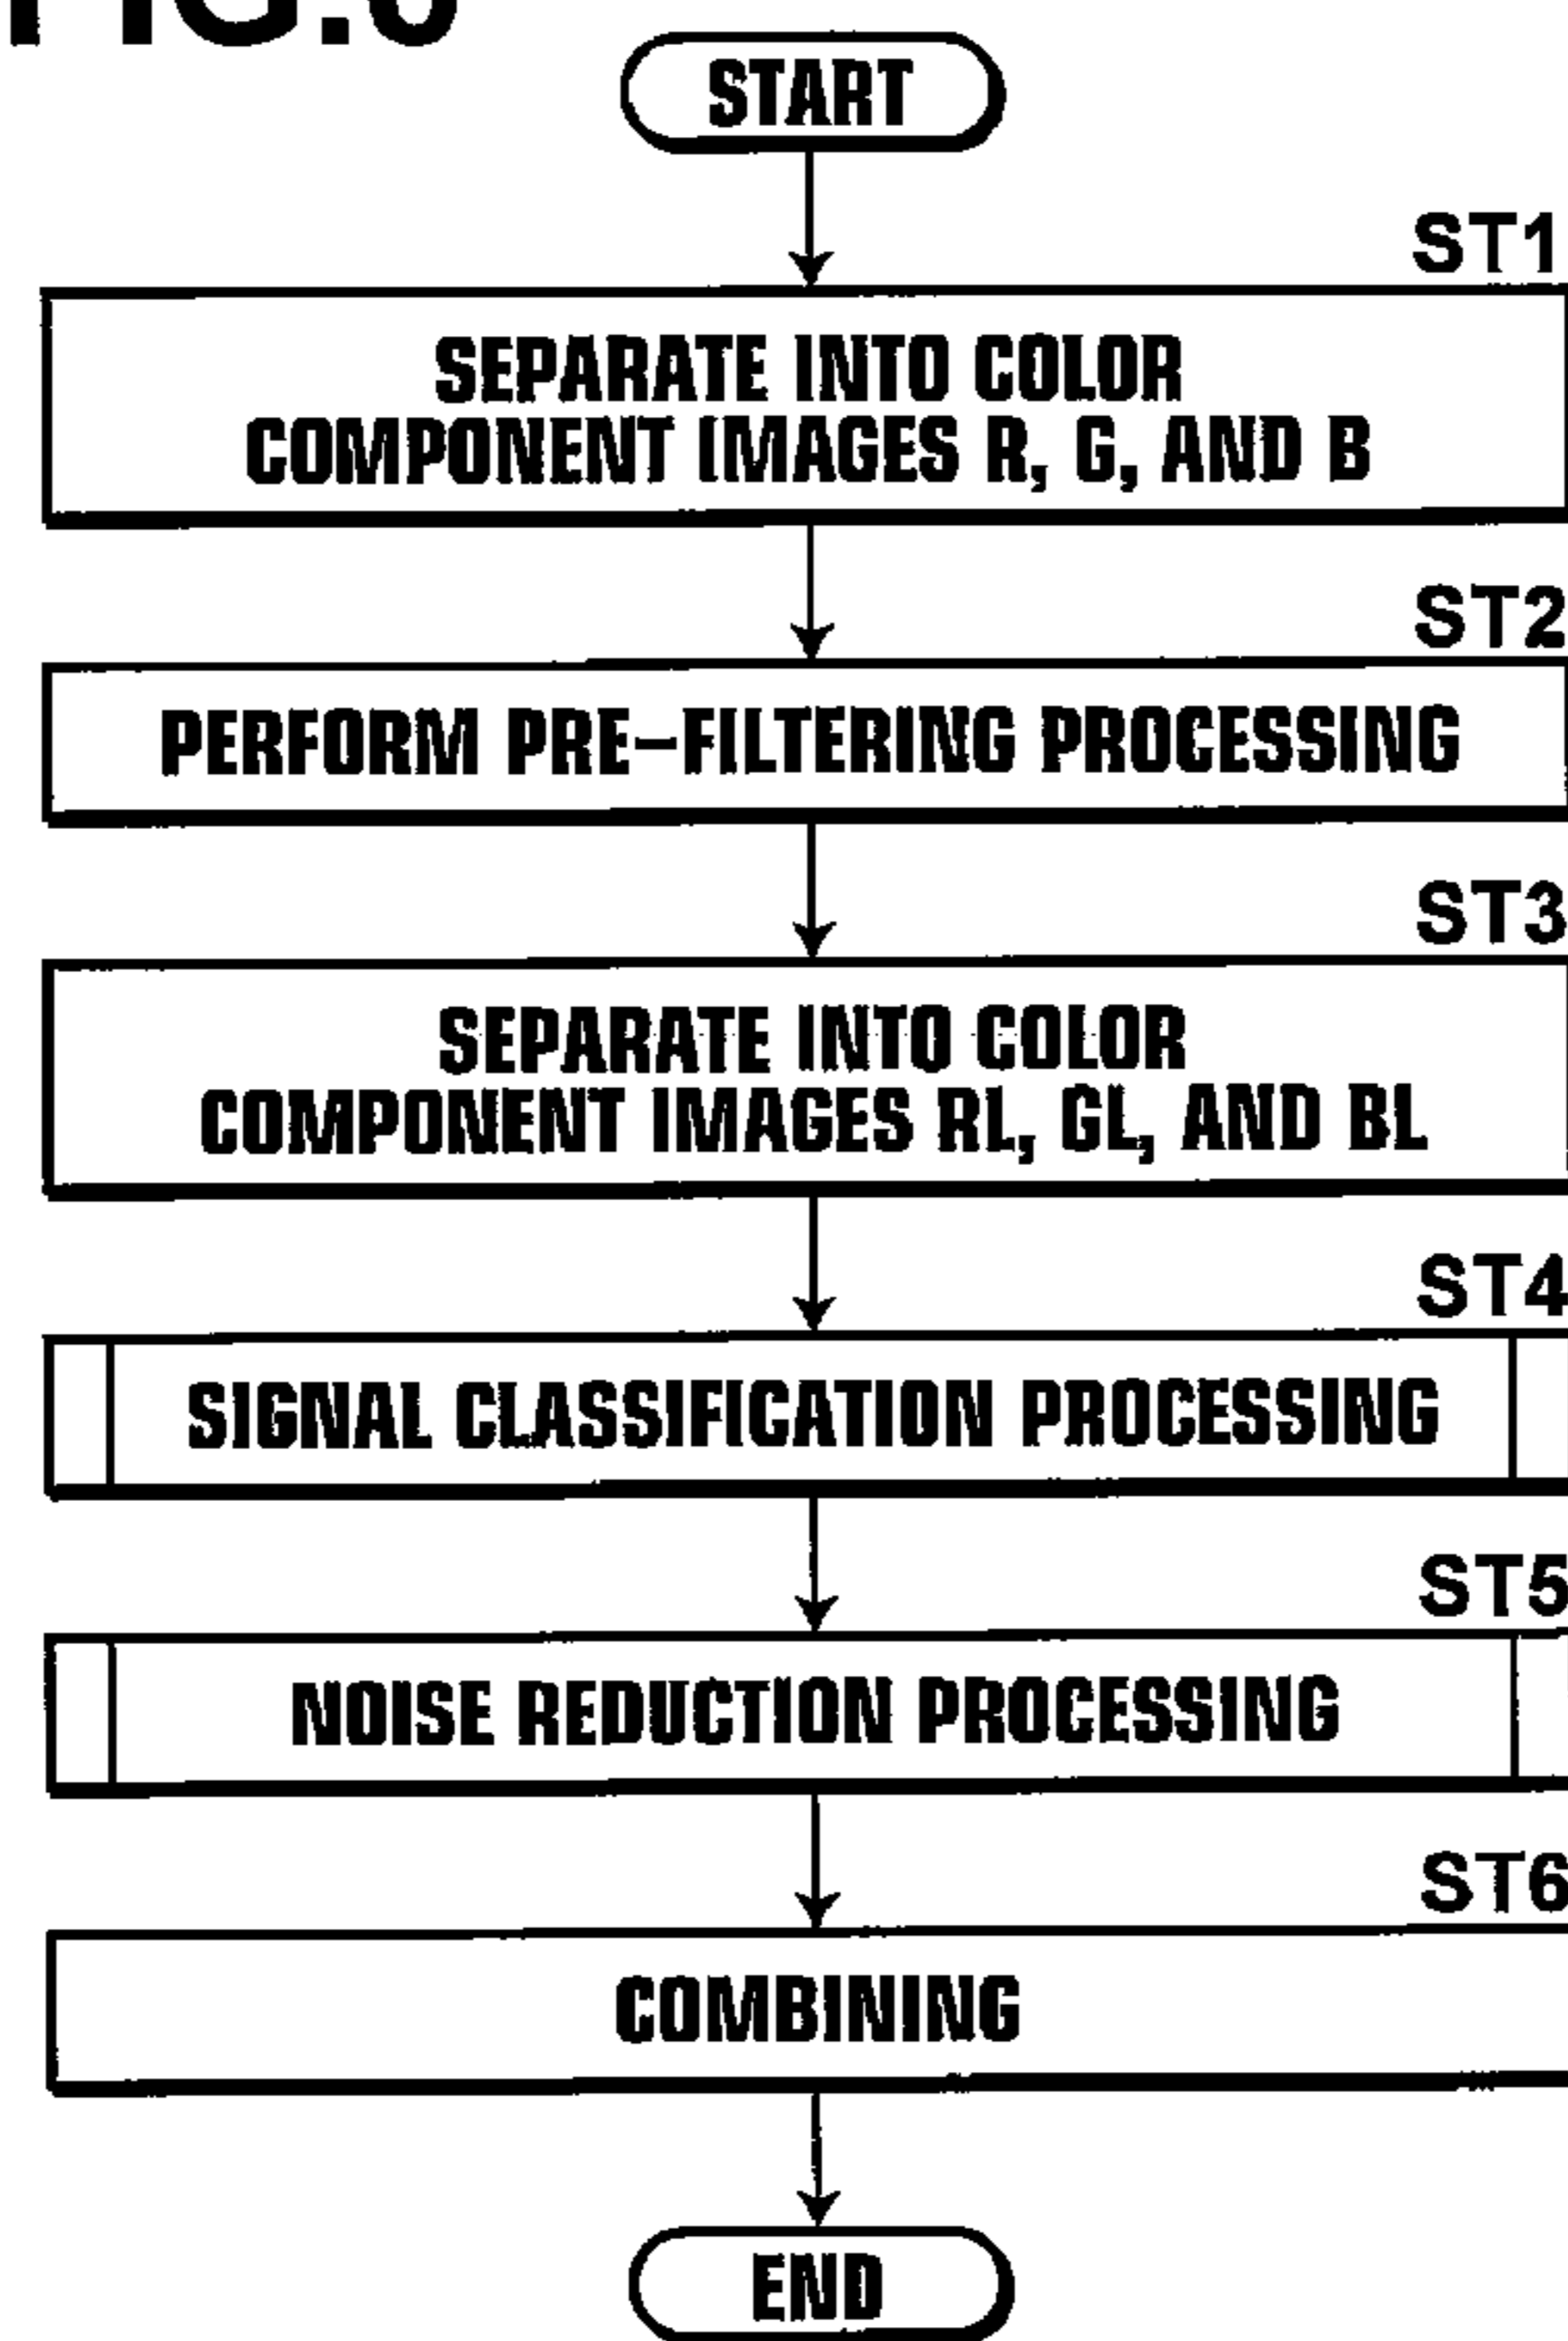 START
ST1
SEPARATE INTO COLOR
COMPONENT IMAGES R, G, AND B
ST2
PERFORM PRE-FILTERING PROCESSING
ST3
SEPARATE INTO COLOR
COMPONENT IMAGES RL, GL, AND BL
ST4
SIGNAL CLASSIFICATION PROCESSING
ST5
NOISE REDUCTION PROCESSING
ST6
COMBINING
END